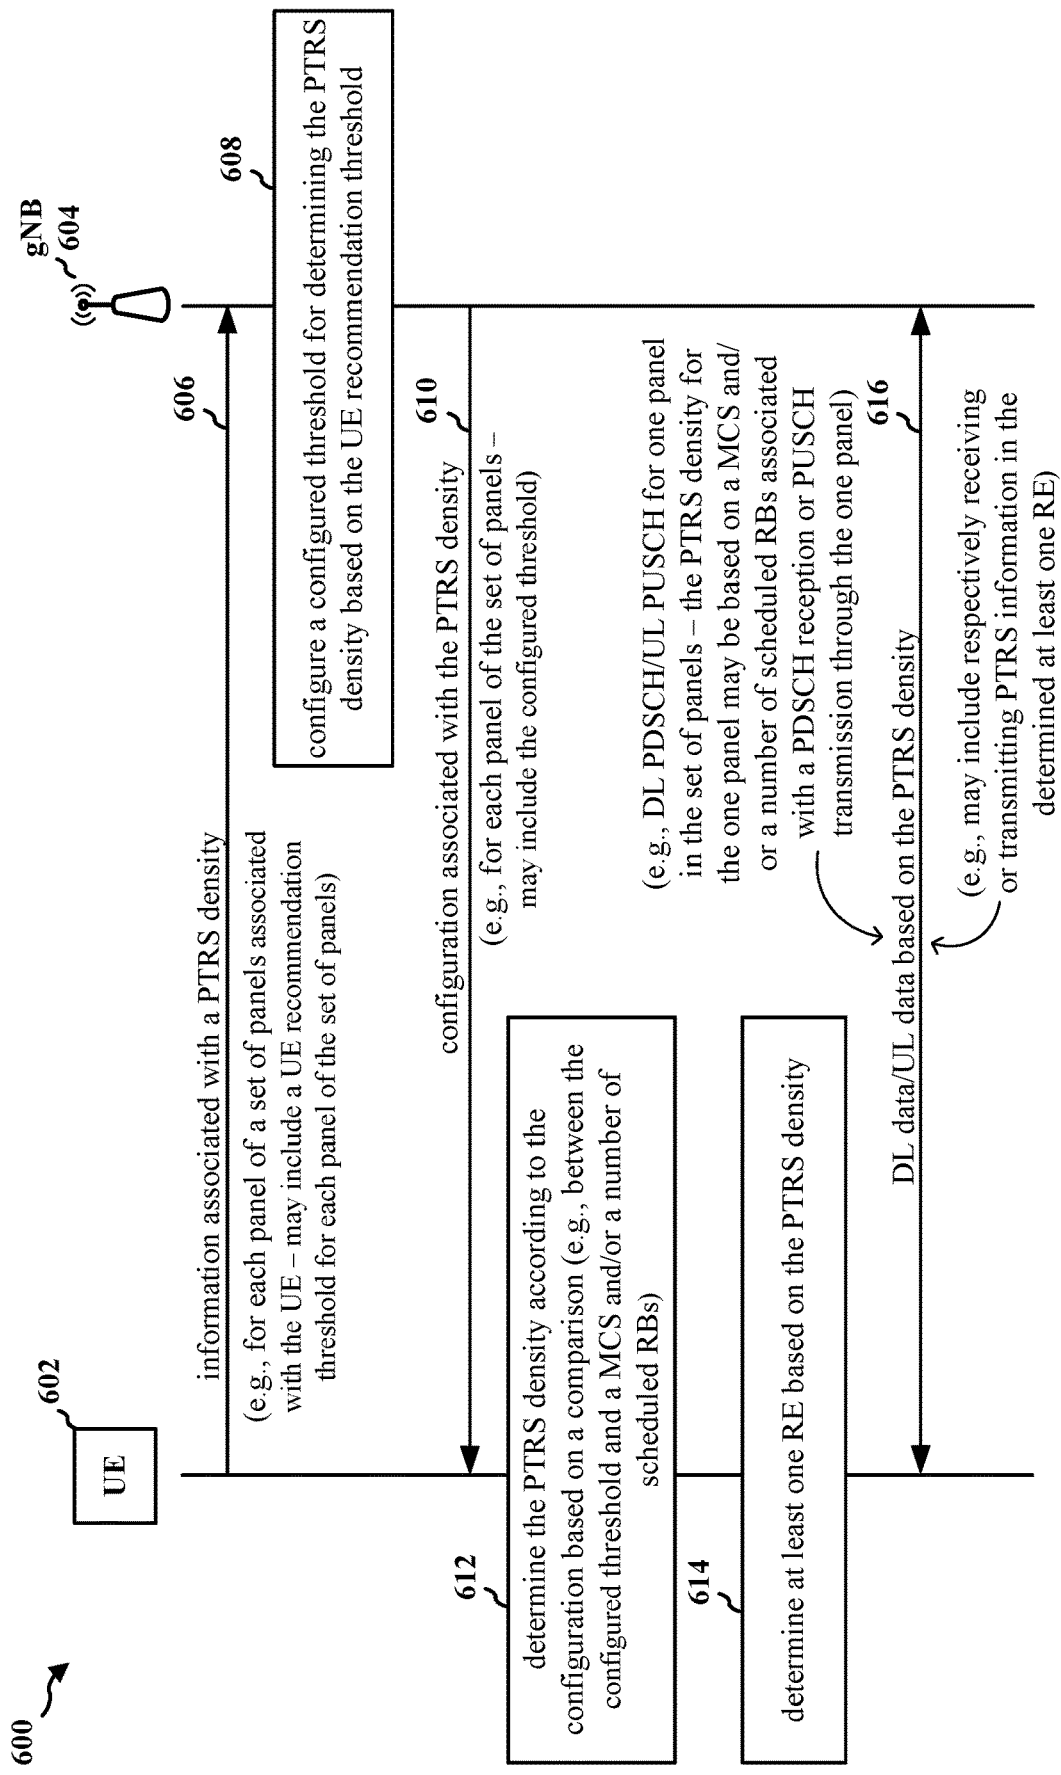 600
UE
602
gNB
604
information associated with a PTRS density
606
(e.g., for each panel of a set of panels associated
with the UE – may include a UE recommendation
threshold for each panel of the set of panels)
608
configure a configured threshold for determining the PTRS
density based on the UE recommendation threshold
configuration associated with the PTRS density
610
(e.g., for each panel of the set of panels –
may include the configured threshold)
612
determine the PTRS density according to the
configuration based on a comparison (e.g., between the
configured threshold and a MCS and/or a number of
scheduled RBs)
614
determine at least one RE based on the PTRS density
(e.g., DL PDSCH/UL PUSCH for one panel
in the set of panels – the PTRS density for
the one panel may be based on a MCS and/
or a number of scheduled RBs associated
with a PDSCH reception or PUSCH
transmission through the one panel)
DL data/UL data based on the PTRS density
616
(e.g., may include respectively receiving
or transmitting PTRS information in the
determined at least one RE)